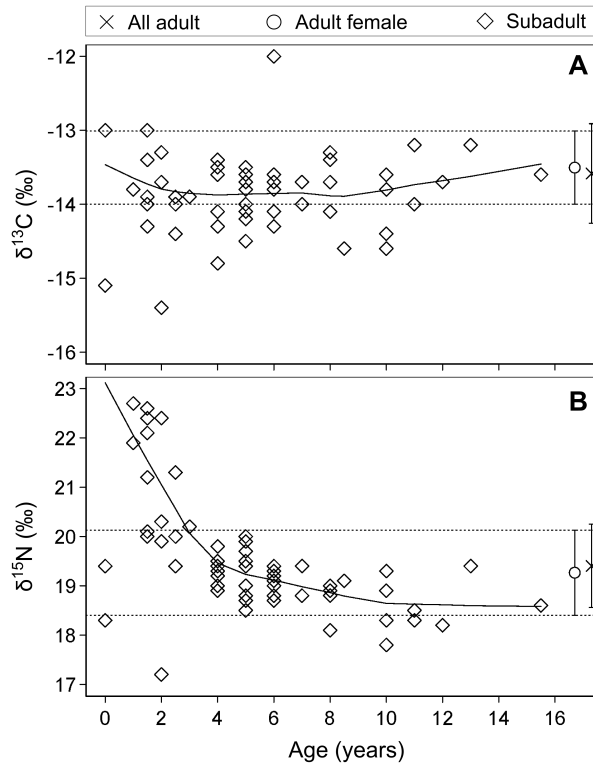 All adult Adult female Subadult
A
-12
-13
-14
-15
-16
δ¹³C (‰)
B
23
22
21
20
19
18
17
δ¹⁵N (‰)
0 2 4 6 8 10 12 14 16
Age (years)